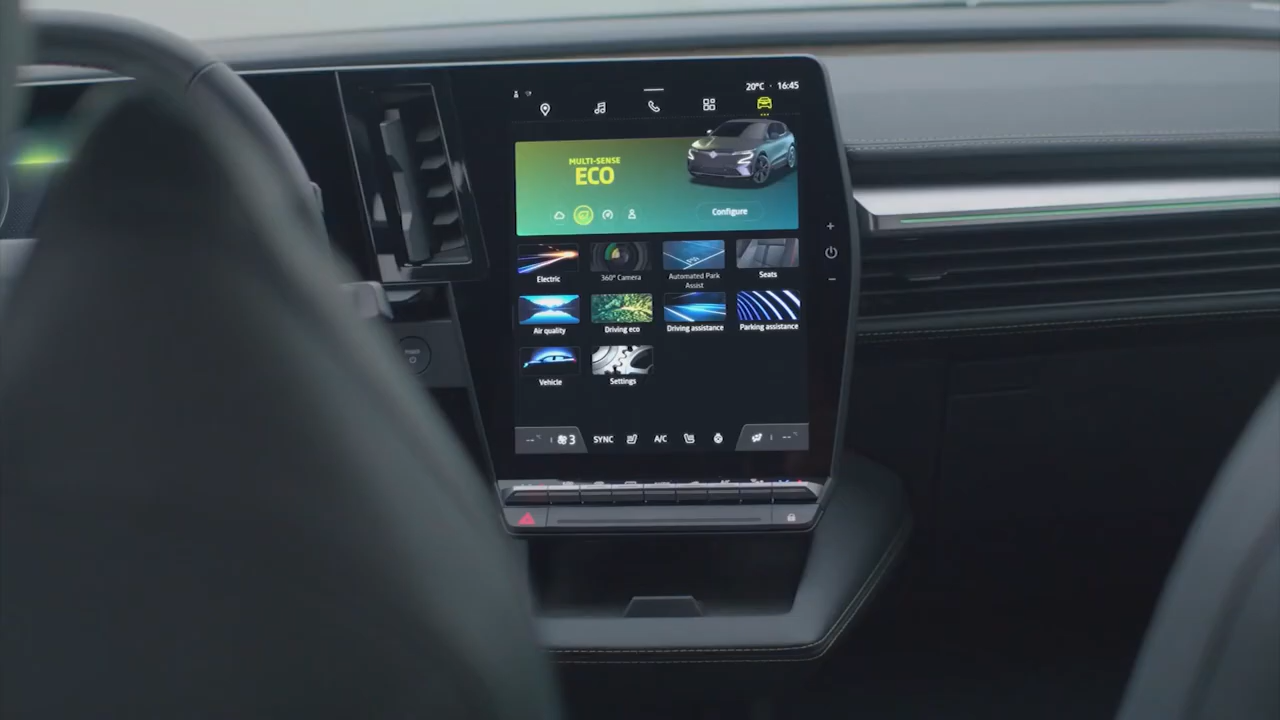 20°C · 16:45
MULTI-SENSE
ECO
Configure
Electric
360° Camera
Automated Park
Assist
Seats
Air quality
Driving eco
Driving assistance
Parking assistance
Vehicle
Settings
3
SYNC
A/C